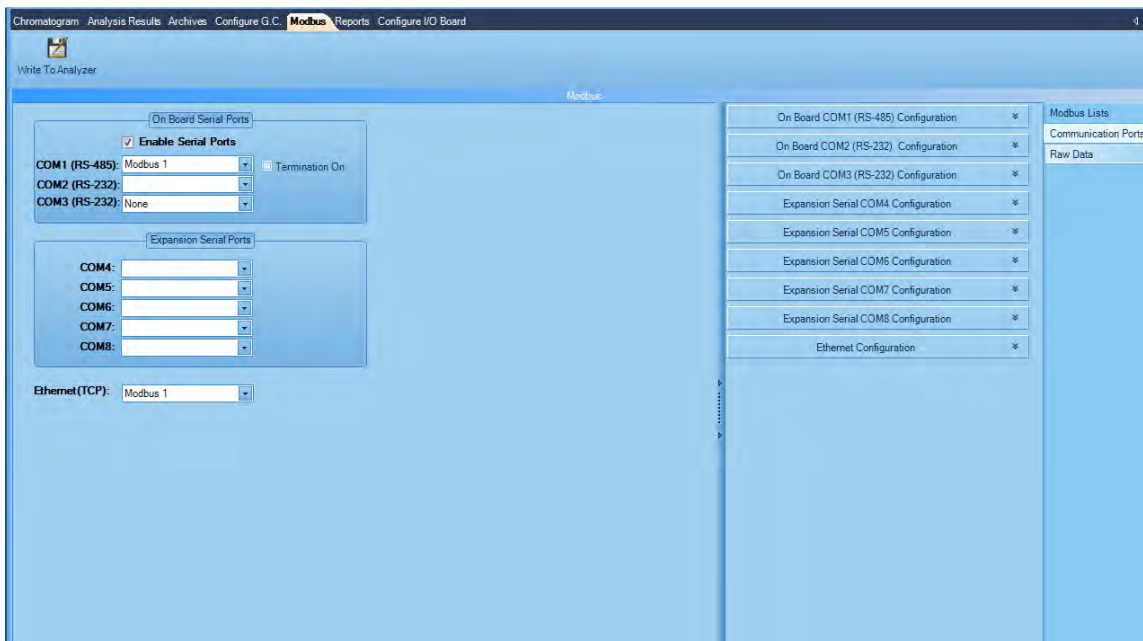 Chromatogram Analysis Results Archives Configure G.C. Modbus Reports Configure I/O Board
Write To Analyzer
Modbus
On Board Serial Ports
Enable Serial Ports
COM1 (RS-485): Modbus 1 Termination On
COM2 (RS-232):
COM3 (RS-232): None
Expansion Serial Ports
COM4:
COM5:
COM6:
COM7:
COM8:
Ethernet(TCP): Modbus 1
On Board COM1 (RS-485) Configuration
On Board COM2 (RS-232) Configuration
On Board COM3 (RS-232) Configuration
Expansion Serial COM4 Configuration
Expansion Serial COM5 Configuration
Expansion Serial COM6 Configuration
Expansion Serial COM7 Configuration
Expansion Serial COM8 Configuration
Ethernet Configuration
Modbus Lists
Communication Ports
Raw Data